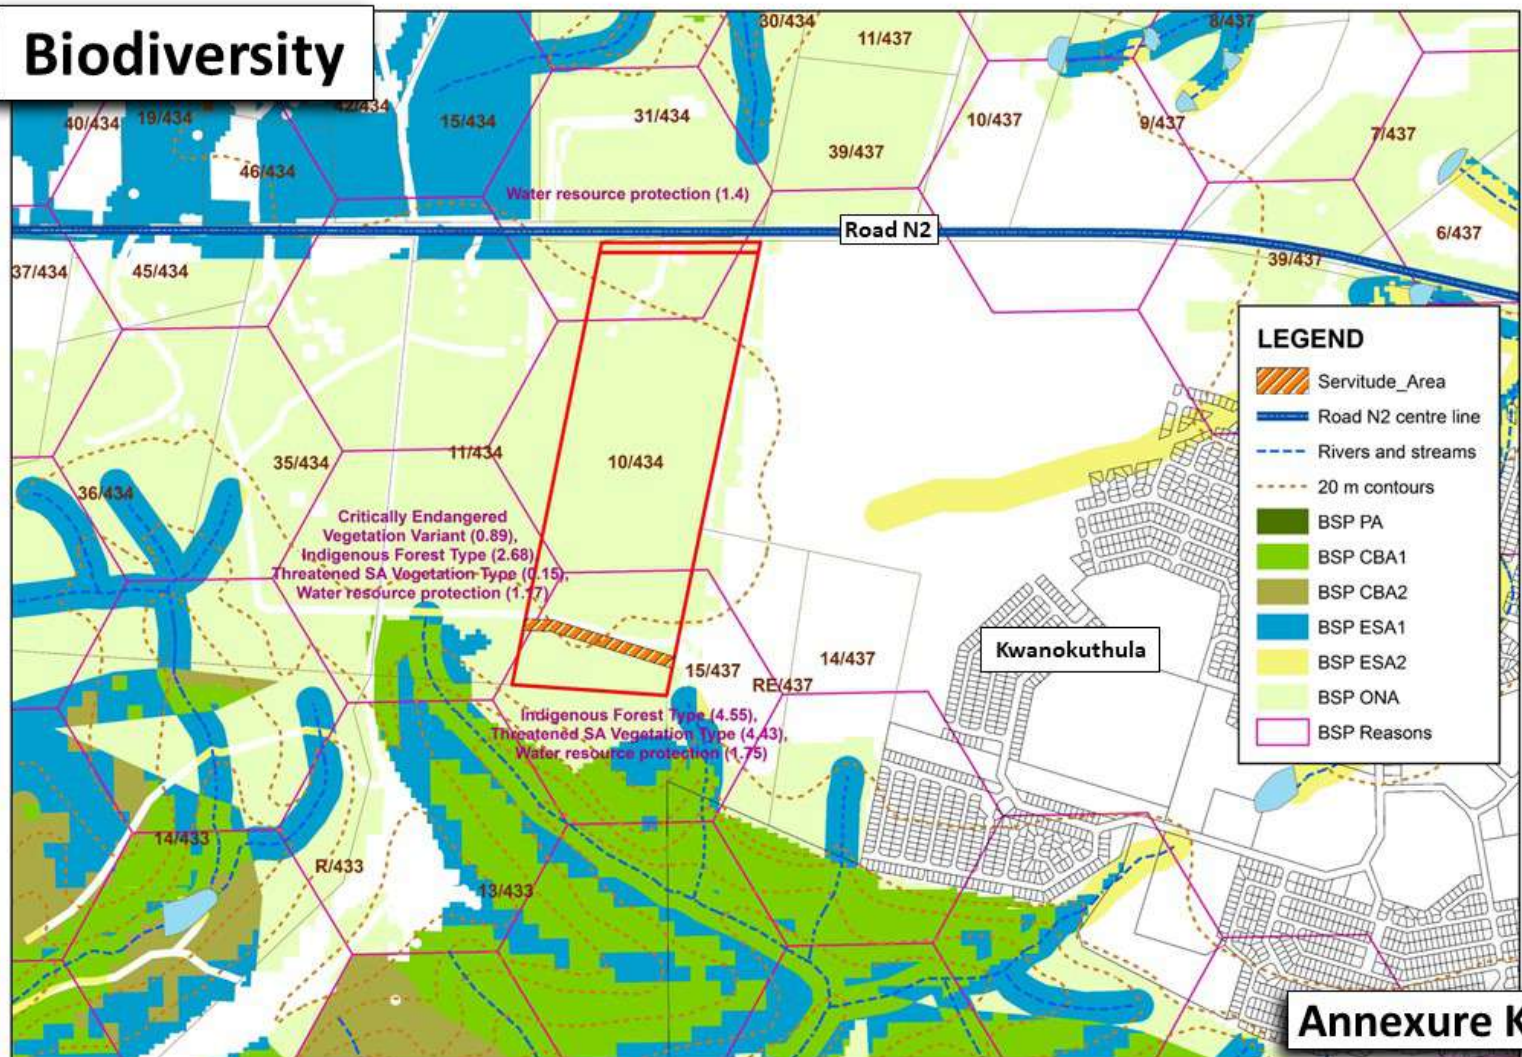 Biodiversity
30/434
8/437
11/437
42/434
40/434
19/434
15/434
31/434
10/437
9/437
7/437
39/437
46/434
Water resource protection (1.4)
Road N2
6/437
37/434
45/434
39/437
LEGEND
Servitude_Area
Road N2 centre line
Rivers and streams
20 m contours
BSP PA
BSP CBA1
BSP CBA2
BSP ESA1
BSP ESA2
BSP ONA
BSP Reasons
11/434
35/434
10/434
36/434
Critically Endangered
Vegetation Variant (0.89),
Indigenous Forest Type (2.68),
Threatened SA Vegetation Type (0.15),
Water resource protection (1.17)
Kwanokuthula
14/437
15/437
RE/437
Indigenous Forest Type (4.55),
Threatened SA Vegetation Type (4.43),
Water resource protection (1.75)
14/433
R/433
13/433
Annexure K